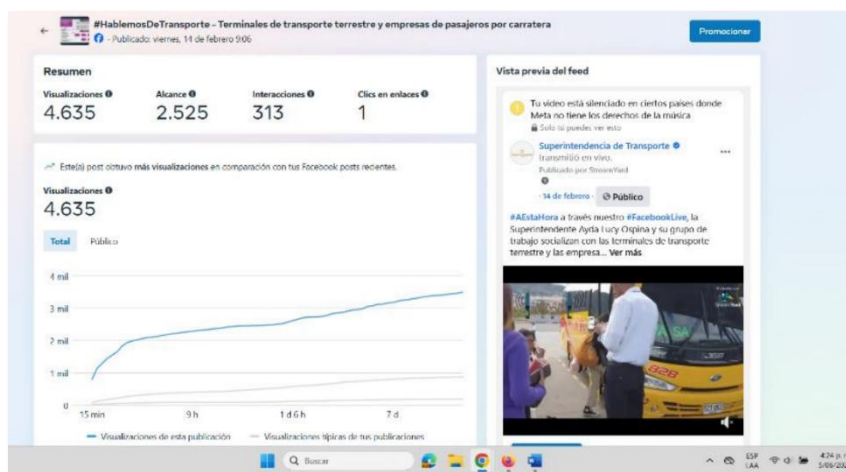 #HablemosDeTransporte - Terminales de transporte terrestre y empresas de pasajeros por carratera
- Publicado: viernes, 14 de febrero 9:06
Promocionar
Resumen
Visualizaciones
Alcance
Interacciones
Clics en enlaces
4.635
2.525
313
1
Este(a) post obtuvo más visualizaciones en comparación con tus Facebook posts recientes.
Visualizaciones
4.635
Total
Público
4 mil
3 mil
2 mil
1 mil
0
15 min
9 h
1 d 6 h
7 d
Visualizaciones de esta publicación
Visualizaciones típicas de tus publicaciones
Vista previa del feed
Tu video está silenciado en ciertos países donde
Meta no tiene los derechos de la música
Solo tú puedes ver esto
Superintendencia de Transporte
transmitió en vivo.
Publicado por StreamYard
· 14 de febrero ·
Público
#AEstaHora a través nuestro #FacebookLive, la
Superintendente Ayda Lucy Ospina y su grupo de
trabajo socializan con las terminales de transporte
terrestre y las empresa... Ver más
828
Buscar
ESP
LAA
4:24 p.
5/06/202